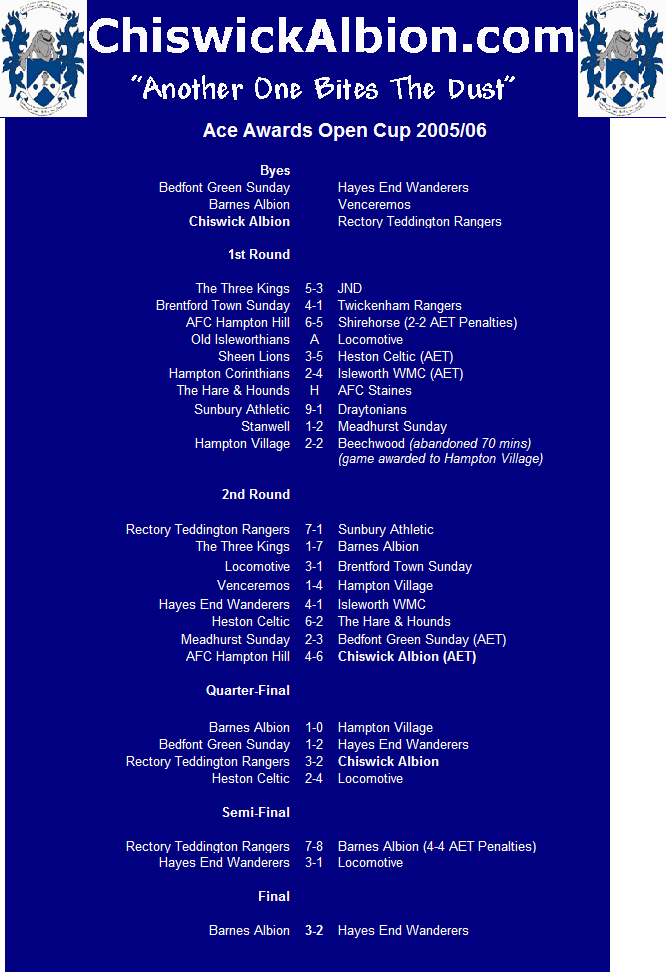 ChiswickAlbion.com
“Another One Bites The Dust”
Ace Awards Open Cup 2005/06
Byes
Bedfont Green Sunday Hayes End Wanderers
Barnes Albion Venceremos
Chiswick Albion Rectory Teddington Rangers
1st Round
The Three Kings 5-3 JND
Brentford Town Sunday 4-1 Twickenham Rangers
AFC Hampton Hill 6-5 Shirehorse (2-2 AET Penalties)
Old Isleworthians A Locomotive
Sheen Lions 3-5 Heston Celtic (AET)
Hampton Corinthians 2-4 Isleworth WMC (AET)
The Hare & Hounds H AFC Staines
Sunbury Athletic 9-1 Draytonians
Stanwell 1-2 Meadhurst Sunday
Hampton Village 2-2 Beechwood (abandoned 70 mins)
(game awarded to Hampton Village)
2nd Round
Rectory Teddington Rangers 7-1 Sunbury Athletic
The Three Kings 1-7 Barnes Albion
Locomotive 3-1 Brentford Town Sunday
Venceremos 1-4 Hampton Village
Hayes End Wanderers 4-1 Isleworth WMC
Heston Celtic 6-2 The Hare & Hounds
Meadhurst Sunday 2-3 Bedfont Green Sunday (AET)
AFC Hampton Hill 4-6 Chiswick Albion (AET)
Quarter-Final
Barnes Albion 1-0 Hampton Village
Bedfont Green Sunday 1-2 Hayes End Wanderers
Rectory Teddington Rangers 3-2 Chiswick Albion
Heston Celtic 2-4 Locomotive
Semi-Final
Rectory Teddington Rangers 7-8 Barnes Albion (4-4 AET Penalties)
Hayes End Wanderers 3-1 Locomotive
Final
Barnes Albion 3-2 Hayes End Wanderers